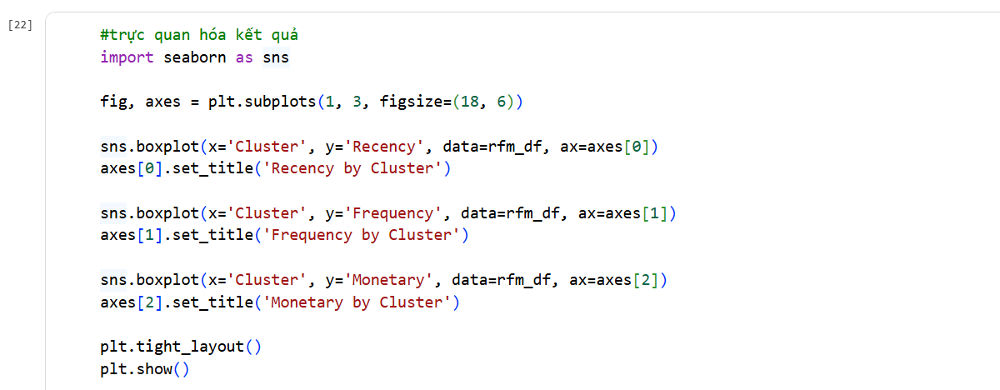 [22]
#trực quan hóa kết quả
import seaborn as sns
fig, axes = plt.subplots(1, 3, figsize=(18, 6))
sns.boxplot(x='Cluster', y='Recency', data=rfm_df, ax=axes[0])
axes[0].set_title('Recency by Cluster')
sns.boxplot(x='Cluster', y='Frequency', data=rfm_df, ax=axes[1])
axes[1].set_title('Frequency by Cluster')
sns.boxplot(x='Cluster', y='Monetary', data=rfm_df, ax=axes[2])
axes[2].set_title('Monetary by Cluster')
plt.tight_layout()
plt.show()